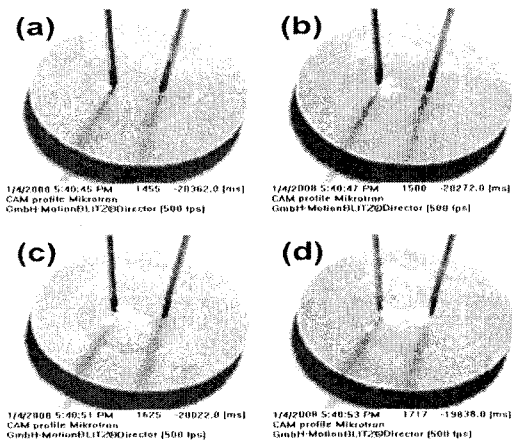 (a)
1/4/2008 5:40:45 PM 1455 -20362.0 [ms]
CAM profile Mikrotron
GmbH-MotionBLITZ®Director (500 fps)
(b)
1/4/2008 5:40:47 PM 1500 -20272.0 [ms]
CAM profile Mikrotron
GmbH-MotionBLITZ®Director (500 fps)
(c)
1/4/2008 5:40:51 PM 1625 -20022.0 [ms]
CAM profile Mikrotron
GmbH-MotionBLITZ®Director (500 fps)
(d)
1/4/2008 5:40:53 PM 1717 -19838.0 [ms]
CAM profile Mikrotron
GmbH-MotionBLITZ®Director (500 fps)